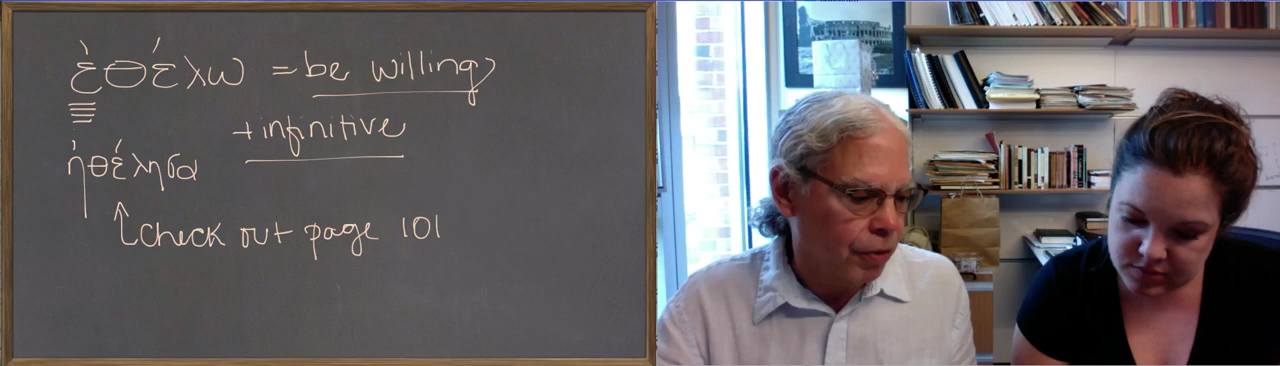 ἐθέλω = be willing
+ infinitive
ἠθέλησα
check out page 101